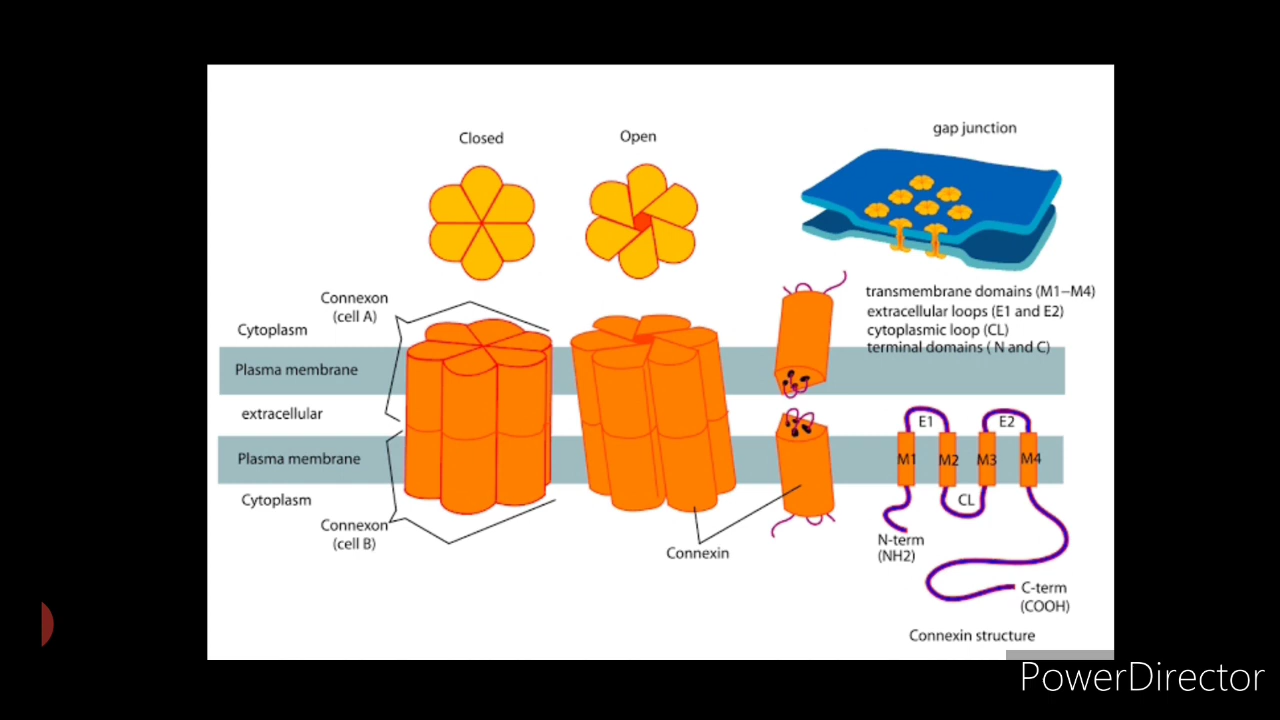 Closed
Open
gap junction
Connexon
(cell A)
Cytoplasm
Plasma membrane
extracellular
Plasma membrane
Cytoplasm
Connexon
(cell B)
Connexin
transmembrane domains (M1–M4)
extracellular loops (E1 and E2)
cytoplasmic loop (CL)
terminal domains ( N and C)
E1
E2
M1
M2
M3
M4
CL
N-term
(NH2)
C-term
(COOH)
Connexin structure
PowerDirector